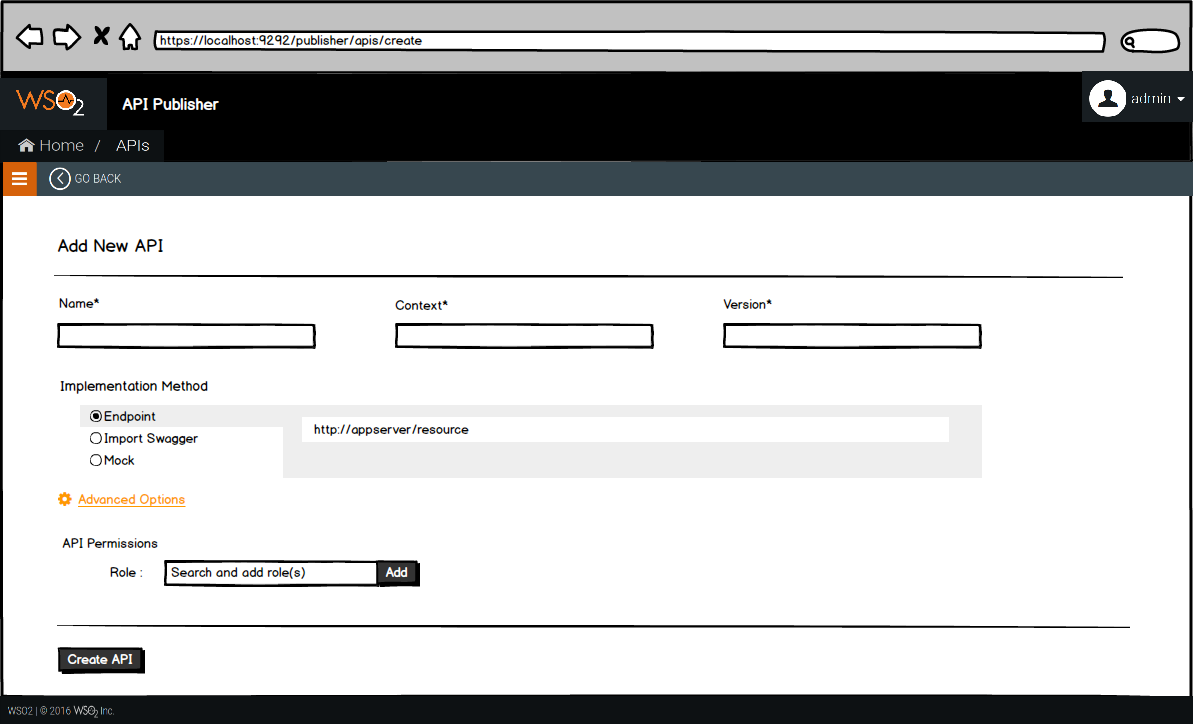 https://localhost:9292/publisher/apis/create
WSO2 API Publisher admin
Home / APIs
GO BACK
Add New API
Name* Context* Version*
Implementation Method
Endpoint
http://appserver/resource
Import Swagger
Mock
Advanced Options
API Permissions
Role : Search and add role(s) Add
Create API
WSO2 | © 2016 WSO2 Inc.